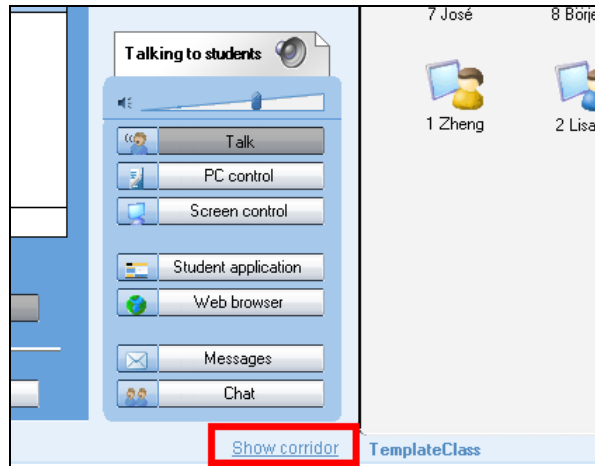 7 José
8 Börje
Talking to students
1 Zheng
2 Lisa
Talk
PC control
Screen control
Student application
Web browser
Messages
Chat
Show corridor
TemplateClass